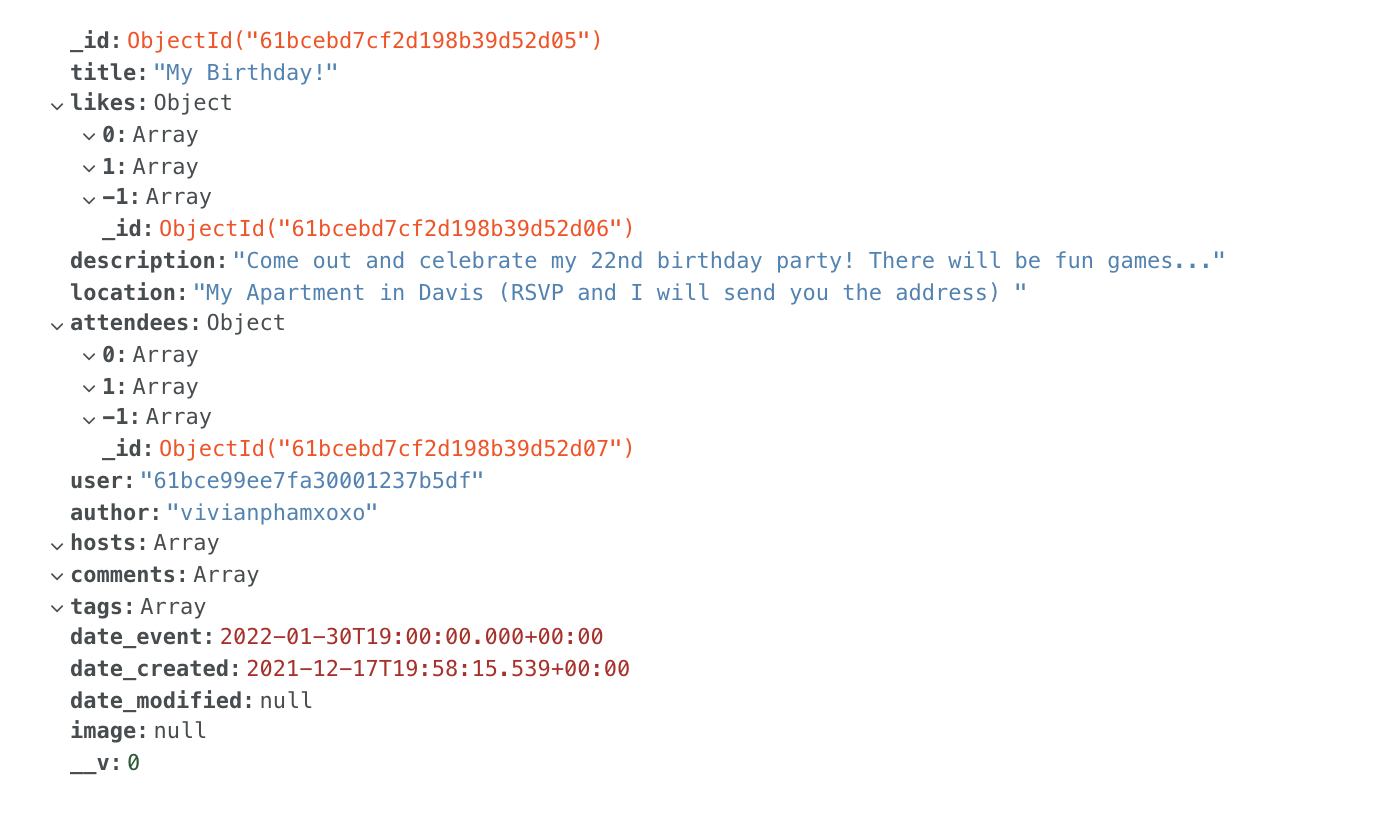 _id: ObjectId("61bcebd7cf2d198b39d52d05")
title: "My Birthday!"
likes: Object
0: Array
1: Array
-1: Array
_id: ObjectId("61bcebd7cf2d198b39d52d06")
description: "Come out and celebrate my 22nd birthday party! There will be fun games..."
location: "My Apartment in Davis (RSVP and I will send you the address) "
attendees: Object
0: Array
1: Array
-1: Array
_id: ObjectId("61bcebd7cf2d198b39d52d07")
user: "61bce99ee7fa30001237b5df"
author: "vivianphamxoxo"
hosts: Array
comments: Array
tags: Array
date_event: 2022-01-30T19:00:00.000+00:00
date_created: 2021-12-17T19:58:15.539+00:00
date_modified: null
image: null
__v: 0